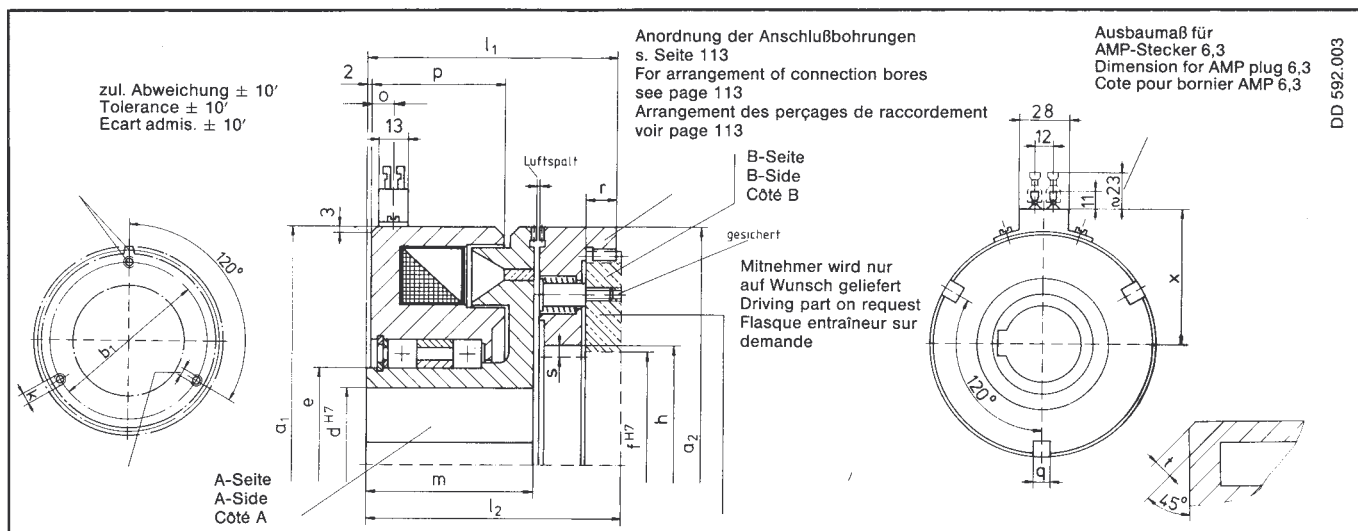 zul. Abweichung ± 10′
Tolerance ± 10′
Ecart admis. ± 10′
120°
b₁
k
l₁
2
p
o
13
3
Anordnung der Anschlußbohrungen
s. Seite 113
For arrangement of connection bores
see page 113
Arrangement des perçages de raccordement
voir page 113
Luftspalt
r
B-Seite
B-Side
Côté B
gesichert
Mitnehmer wird nur
auf Wunsch geliefert
Driving part on request
Flasque entraîneur sur
demande
a₁
e
d H7
s
f H7
h
a₂
m
l₂
A-Seite
A-Side
Côté A
Ausbaumaß für
AMP-Stecker 6,3
Dimension for AMP plug 6,3
Cote pour bornier AMP 6,3
DD 592.003
28
12
11
≈23
x
120°
q
t
45°